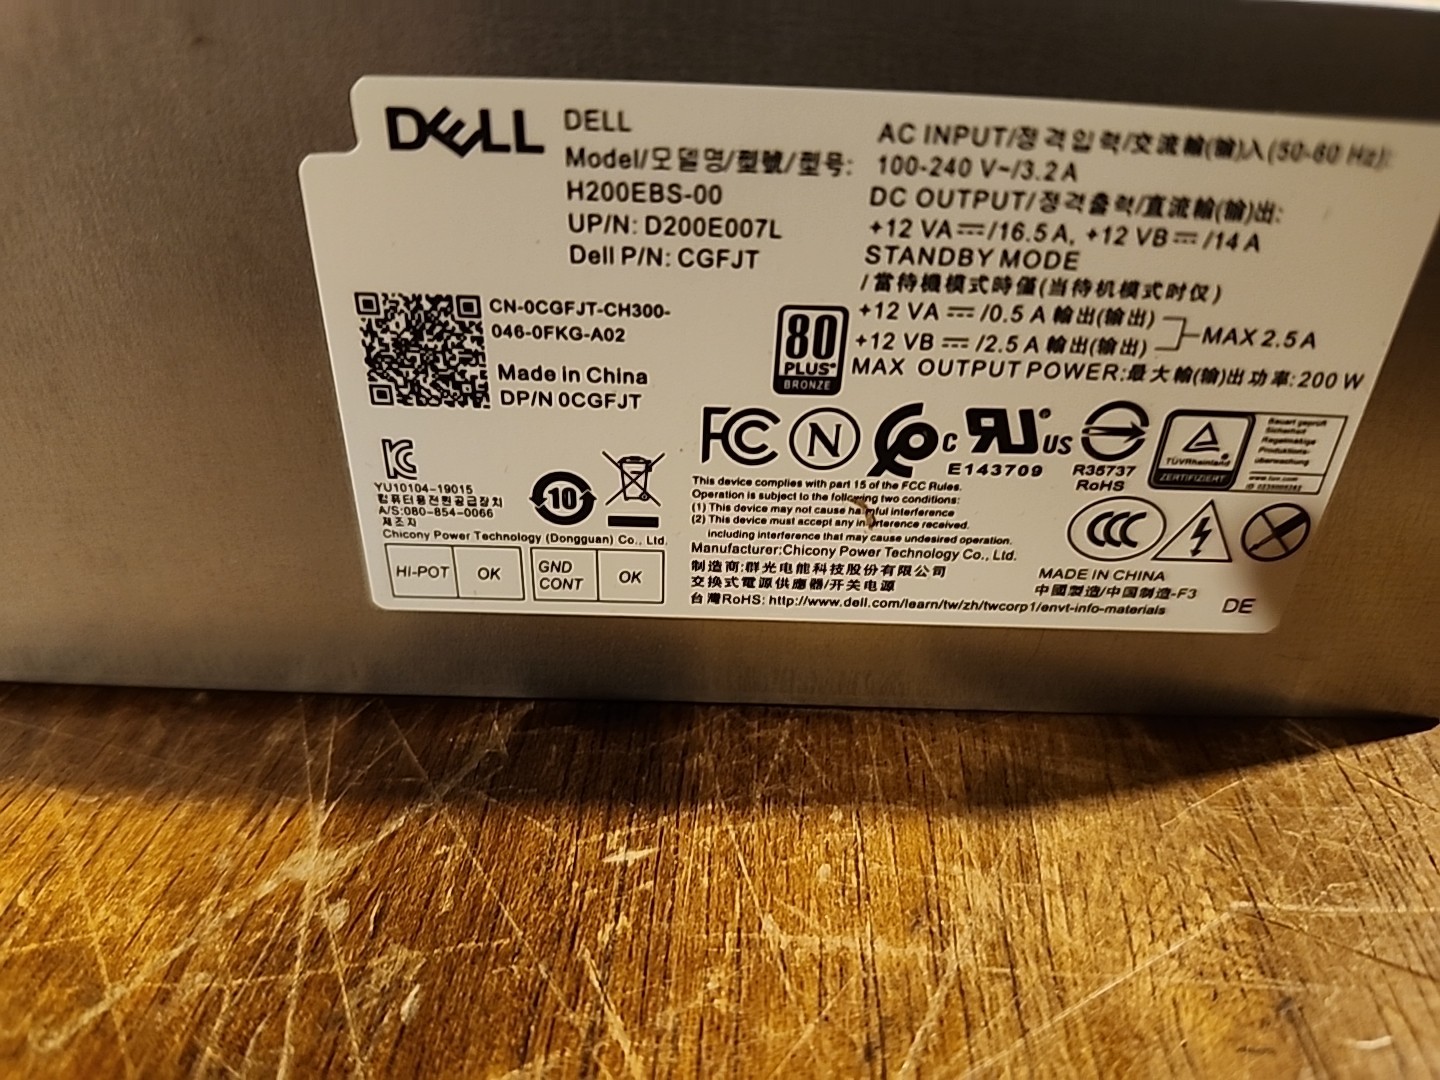 DELL
DELL
Model/모델명/型號/型号:
H200EBS-00
UP/N: D200E007L
Dell P/N: CGFJT
AC INPUT/정격입력/交流輸(输)入(50-60 Hz):
100-240 V~/3.2A
DC OUTPUT/정격출력/直流輸(输)出:
+12 VA⎓/16.5A, +12 VB⎓/14A
STANDBY MODE
/當待機模式時僅(当待机模式时仅)
+12 VA⎓/0.5 A 輸出(输出)
+12 VB⎓/2.5 A 輸出(输出)
MAX 2.5A
MAX OUTPUT POWER:最大輸(输)出功率:200 W
CN-0CGFJT-CH300-
046-0FKG-A02
Made in China
DP/N 0CGFJT
80
PLUS
BRONZE
YU10104-19015
컴퓨터용전원공급장치
A/S:080-854-0066
제조자
Chicony Power Technology (Dongguan) Co., Ltd.
HI-POT OK GND CONT OK
10
FC N
c US
E143709
R35737
RoHS
TÜVRheinland
ZERTIFIZIERT
Bauart geprüft
Sicherheit
Regelmäßige
Produktions-
überwachung
www.tuv.com
This device complies with part 15 of the FCC Rules.
Operation is subject to the following two conditions:
(1) This device may not cause harmful interference
(2) This device must accept any interference received.
including interference that may cause undesired operation.
Manufacturer:Chicony Power Technology Co., Ltd.
制造商:群光电能科技股份有限公司
交換式電源供應器/开关电源
台灣RoHS: http://www.dell.com/learn/tw/zh/twcorp1/envt-info-materials
CCC
MADE IN CHINA
中國製造/中国制造-F3
DE